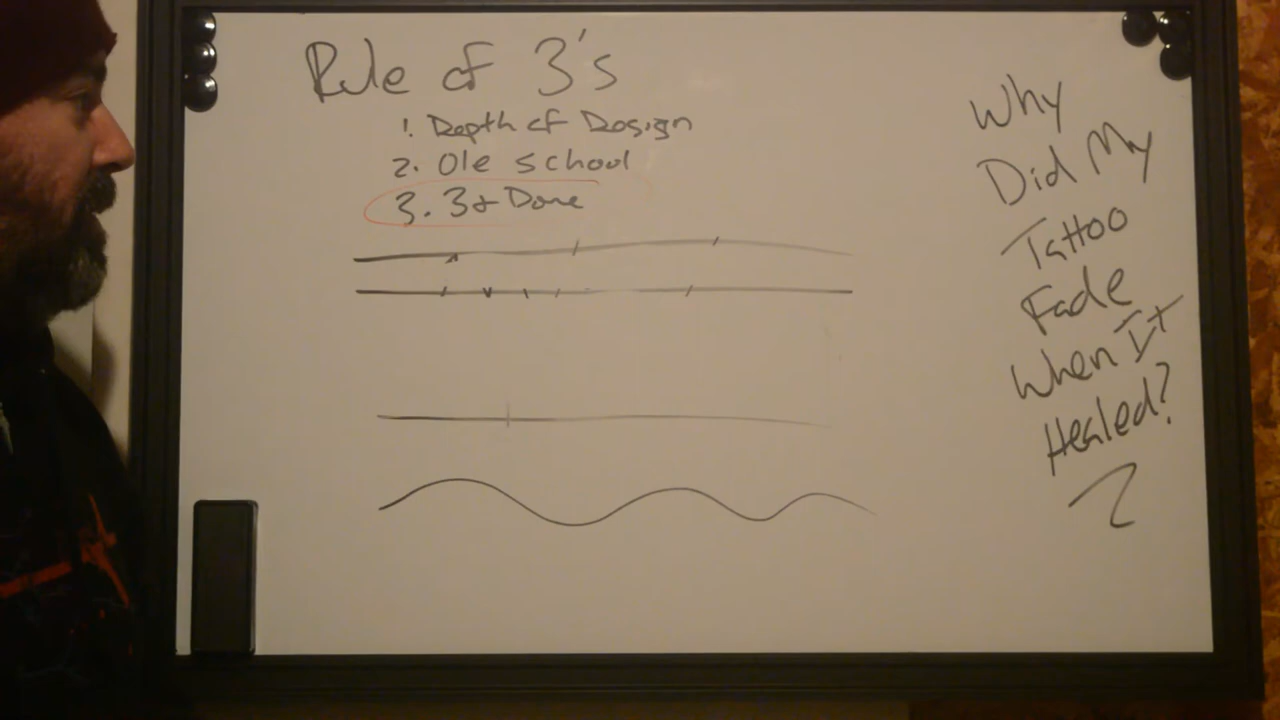 Rule of 3's
1. Depth of Design
2. Ole school
3. 3 & Done
Why
Did My
Tattoo
Fade
When It
Healed?